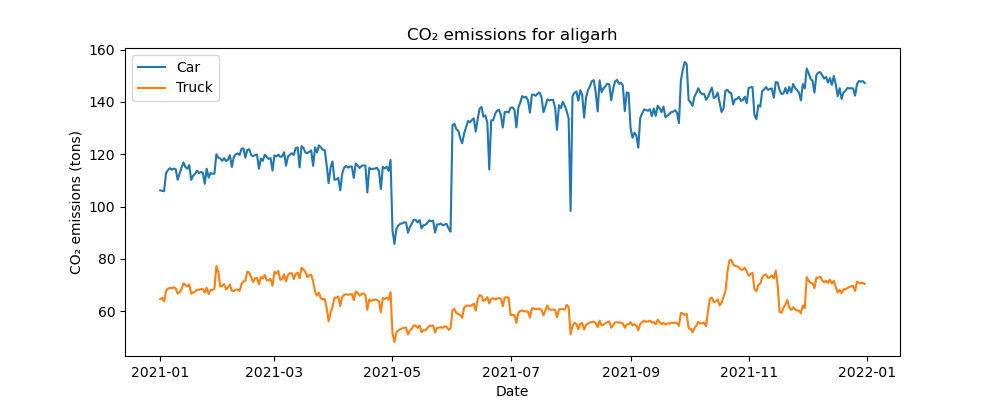 CO₂ emissions for aligarh
Car
Truck
CO₂ emissions (tons)
160
140
120
100
80
60
2021-01 2021-03 2021-05 2021-07 2021-09 2021-11 2022-01
Date